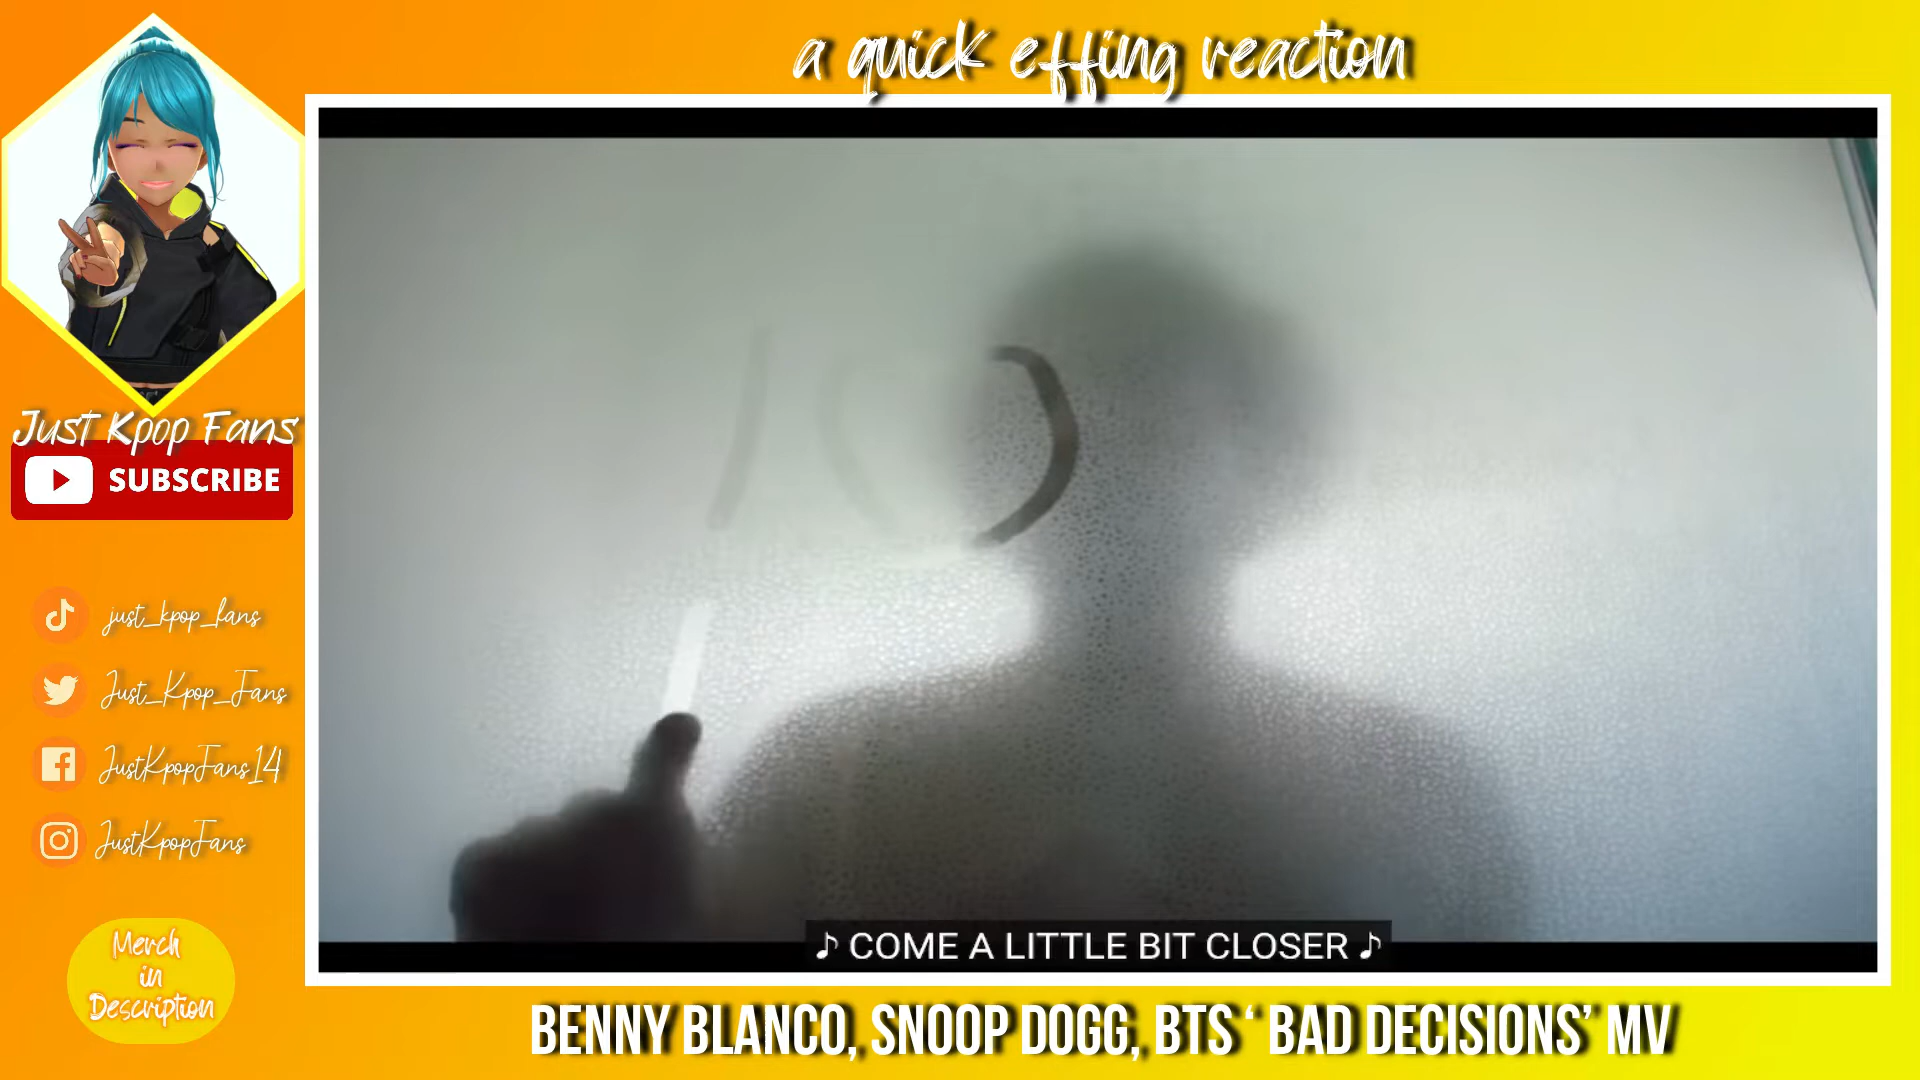 a quick effing reaction
Just Kpop Fans
SUBSCRIBE
just_kpop_fans
Just_Kpop_Fans
JustKpopFans14
JustKpopFans
Merch
in
Description
♪ COME A LITTLE BIT CLOSER ♪
BENNY BLANCO, SNOOP DOGG, BTS ‘ BAD DECISIONS’ MV